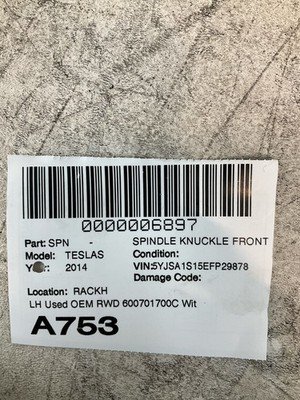 0000006897
Part: SPN - SPINDLE KNUCKLE FRONT
Model: TESLAS Condition:
2014 VIN:5YJSA1S15EFP29878
Damage Code:
Location: RACKH
LH Used OEM RWD 600701700C Wit
A753